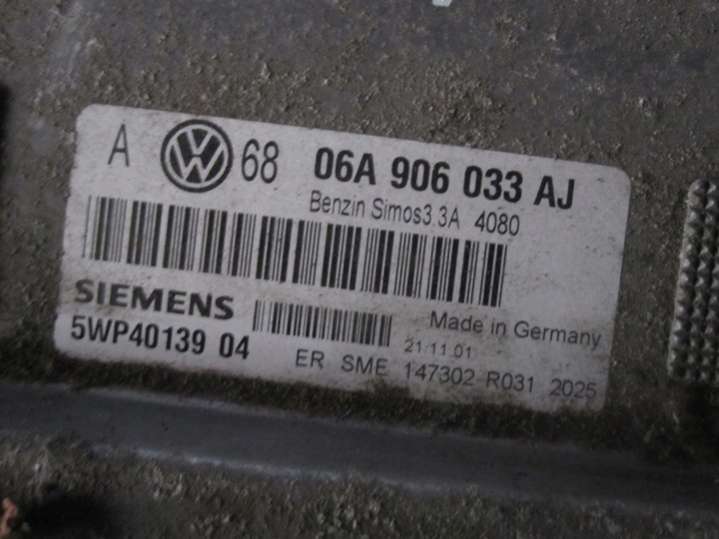 A VW 68 06A 906 033 AJ
Benzin Simos3.3A 4080
SIEMENS
Made in Germany
5WP40139 04
21.11.01
ER SME 147302 R031 2025